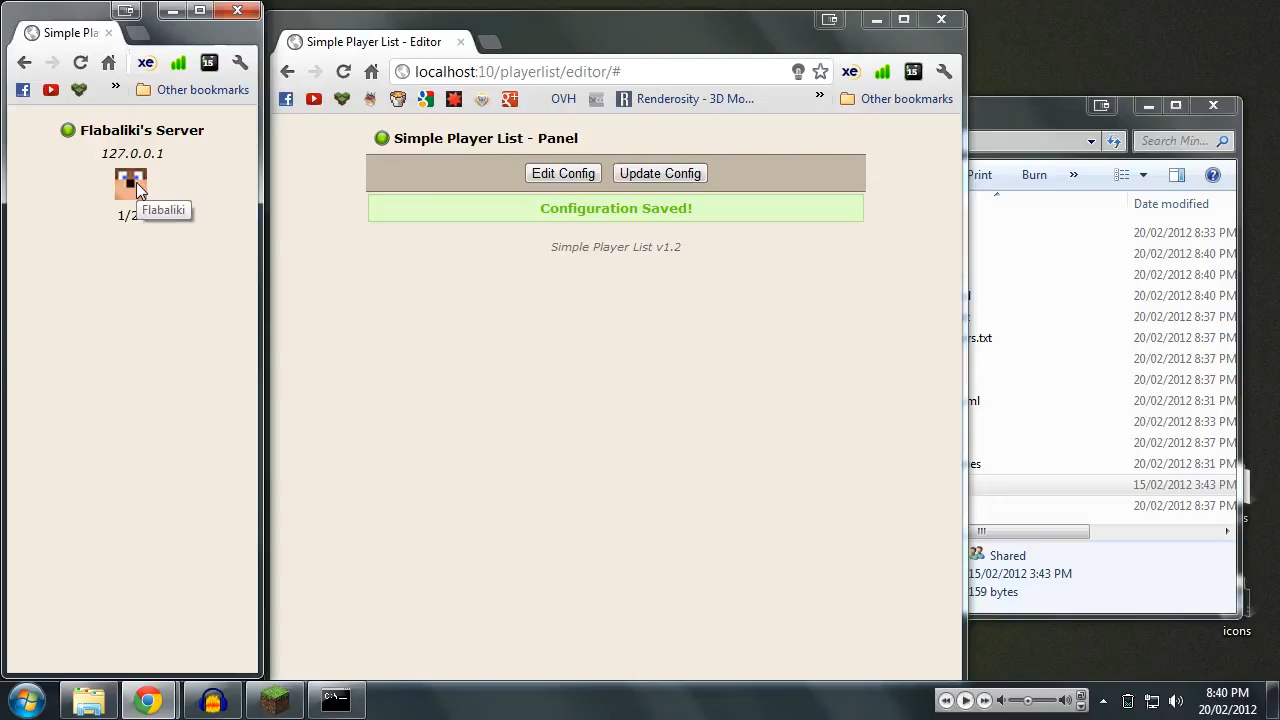 Simple Pla
Other bookmarks
Flabaliki's Server
127.0.0.1
Flabaliki
1/2
Simple Player List - Editor
localhost:10/playerlist/editor/#
OVH
Renderosity - 3D Mo...
»
Other bookmarks
Simple Player List - Panel
Edit Config
Update Config
Configuration Saved!
Simple Player List v1.2
Search Min...
Print
Burn
»
Date modified
20/02/2012 8:33 PM
20/02/2012 8:40 PM
20/02/2012 8:40 PM
20/02/2012 8:40 PM
20/02/2012 8:37 PM
rs.txt 20/02/2012 8:37 PM
20/02/2012 8:37 PM
20/02/2012 8:37 PM
ml 20/02/2012 8:31 PM
20/02/2012 8:33 PM
20/02/2012 8:37 PM
es 20/02/2012 8:31 PM
15/02/2012 3:43 PM
20/02/2012 8:37 PM
Shared
15/02/2012 3:43 PM
159 bytes
s
icons
8:40 PM
20/02/2012